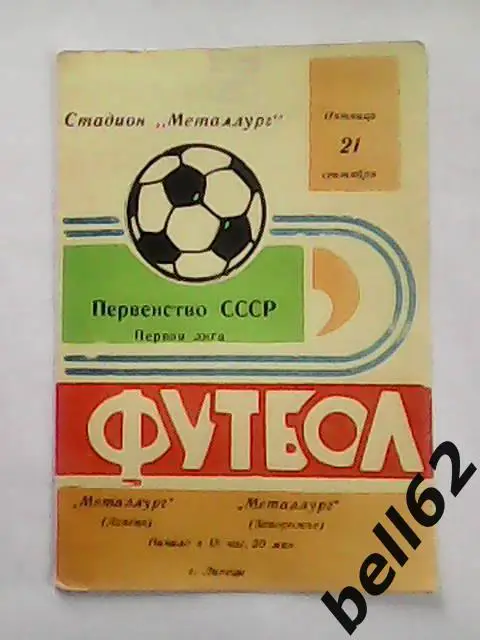 Стадион „Металлург"
Пятница
21
сентября
Первенство СССР
Первая лига
ФУТБОЛ
„Металлург" „Металлург"
(Липецк) (Запорожье)
Начало в 18 час. 30 мин
г. Липецк
bell62